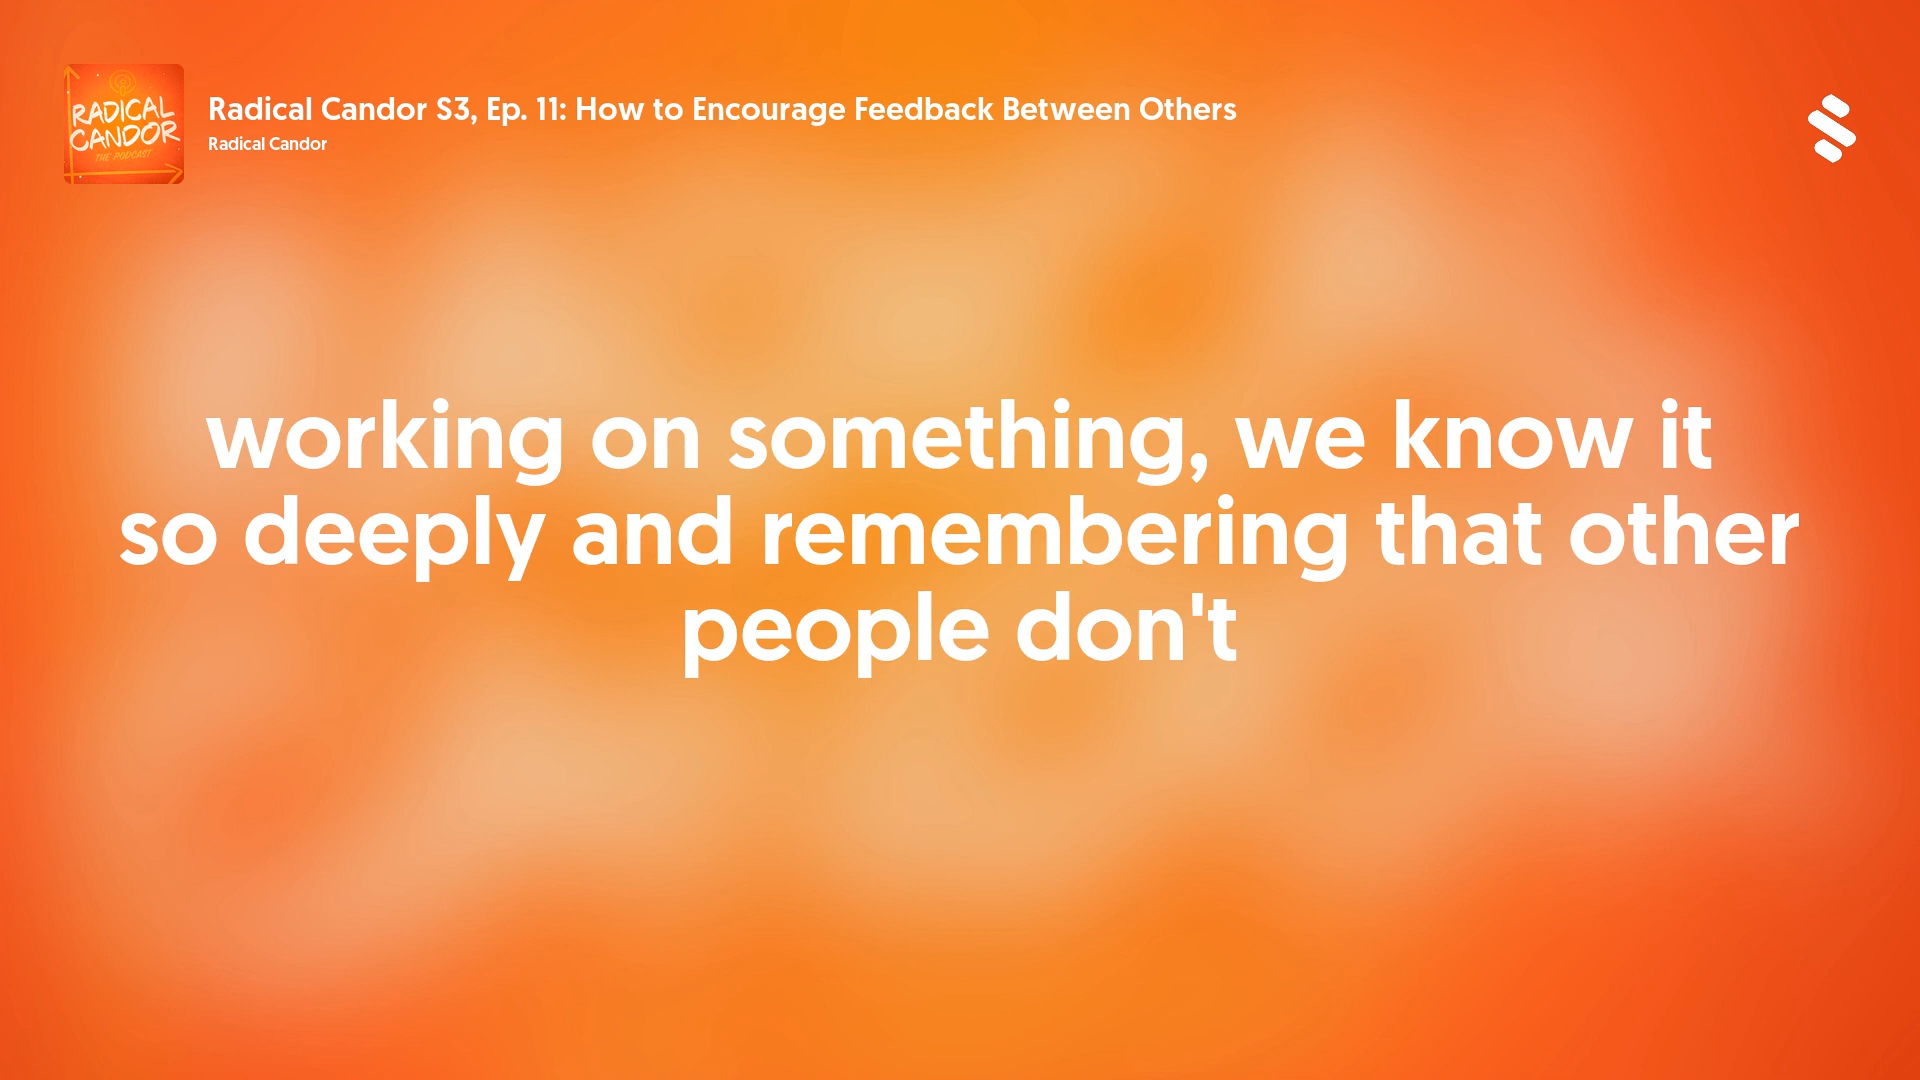 RADICAL
CANDOR
THE PODCAST
Radical Candor S3, Ep. 11: How to Encourage Feedback Between Others
Radical Candor
working on something, we know it
so deeply and remembering that other
people don't